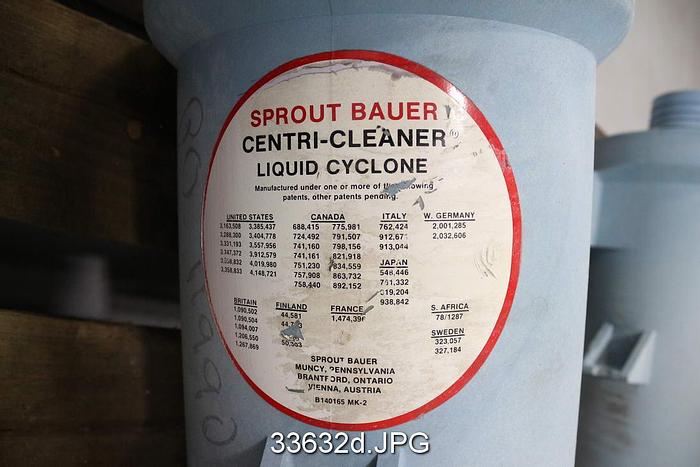 SPROUT BAUER
CENTRI-CLEANER®
LIQUID CYCLONE
Manufactured under one or more of the following
patents, other patents pending.
UNITED STATES
3,163,508 3,385,437
3,288,300 3,404,778
3,331,193 3,557,956
3,347,372 3,912,579
4,019,980
3,358,833 4,148,721
CANADA
688,415 775,981
724,492 791,507
741,160 798,156
741,161 821,918
751,230 834,559
757,908 863,732
758,440 892,152
ITALY
762,424
912,671
913,044
W. GERMANY
2,001,285
2,032,606
JAPAN
548,446
701,332
819,204
938,842
BRITAIN
1,090,502
1,090,504
1,094,007
1,206,550
1,267,869
FINLAND
44,581
FRANCE
1,474,396
S. AFRICA
78/1287
SWEDEN
323,057
327,184
SPROUT BAUER
MUNCY, PENNSYLVANIA
BRANTFORD, ONTARIO
VIENNA, AUSTRIA
B140165 MK-2
33632d.JPG